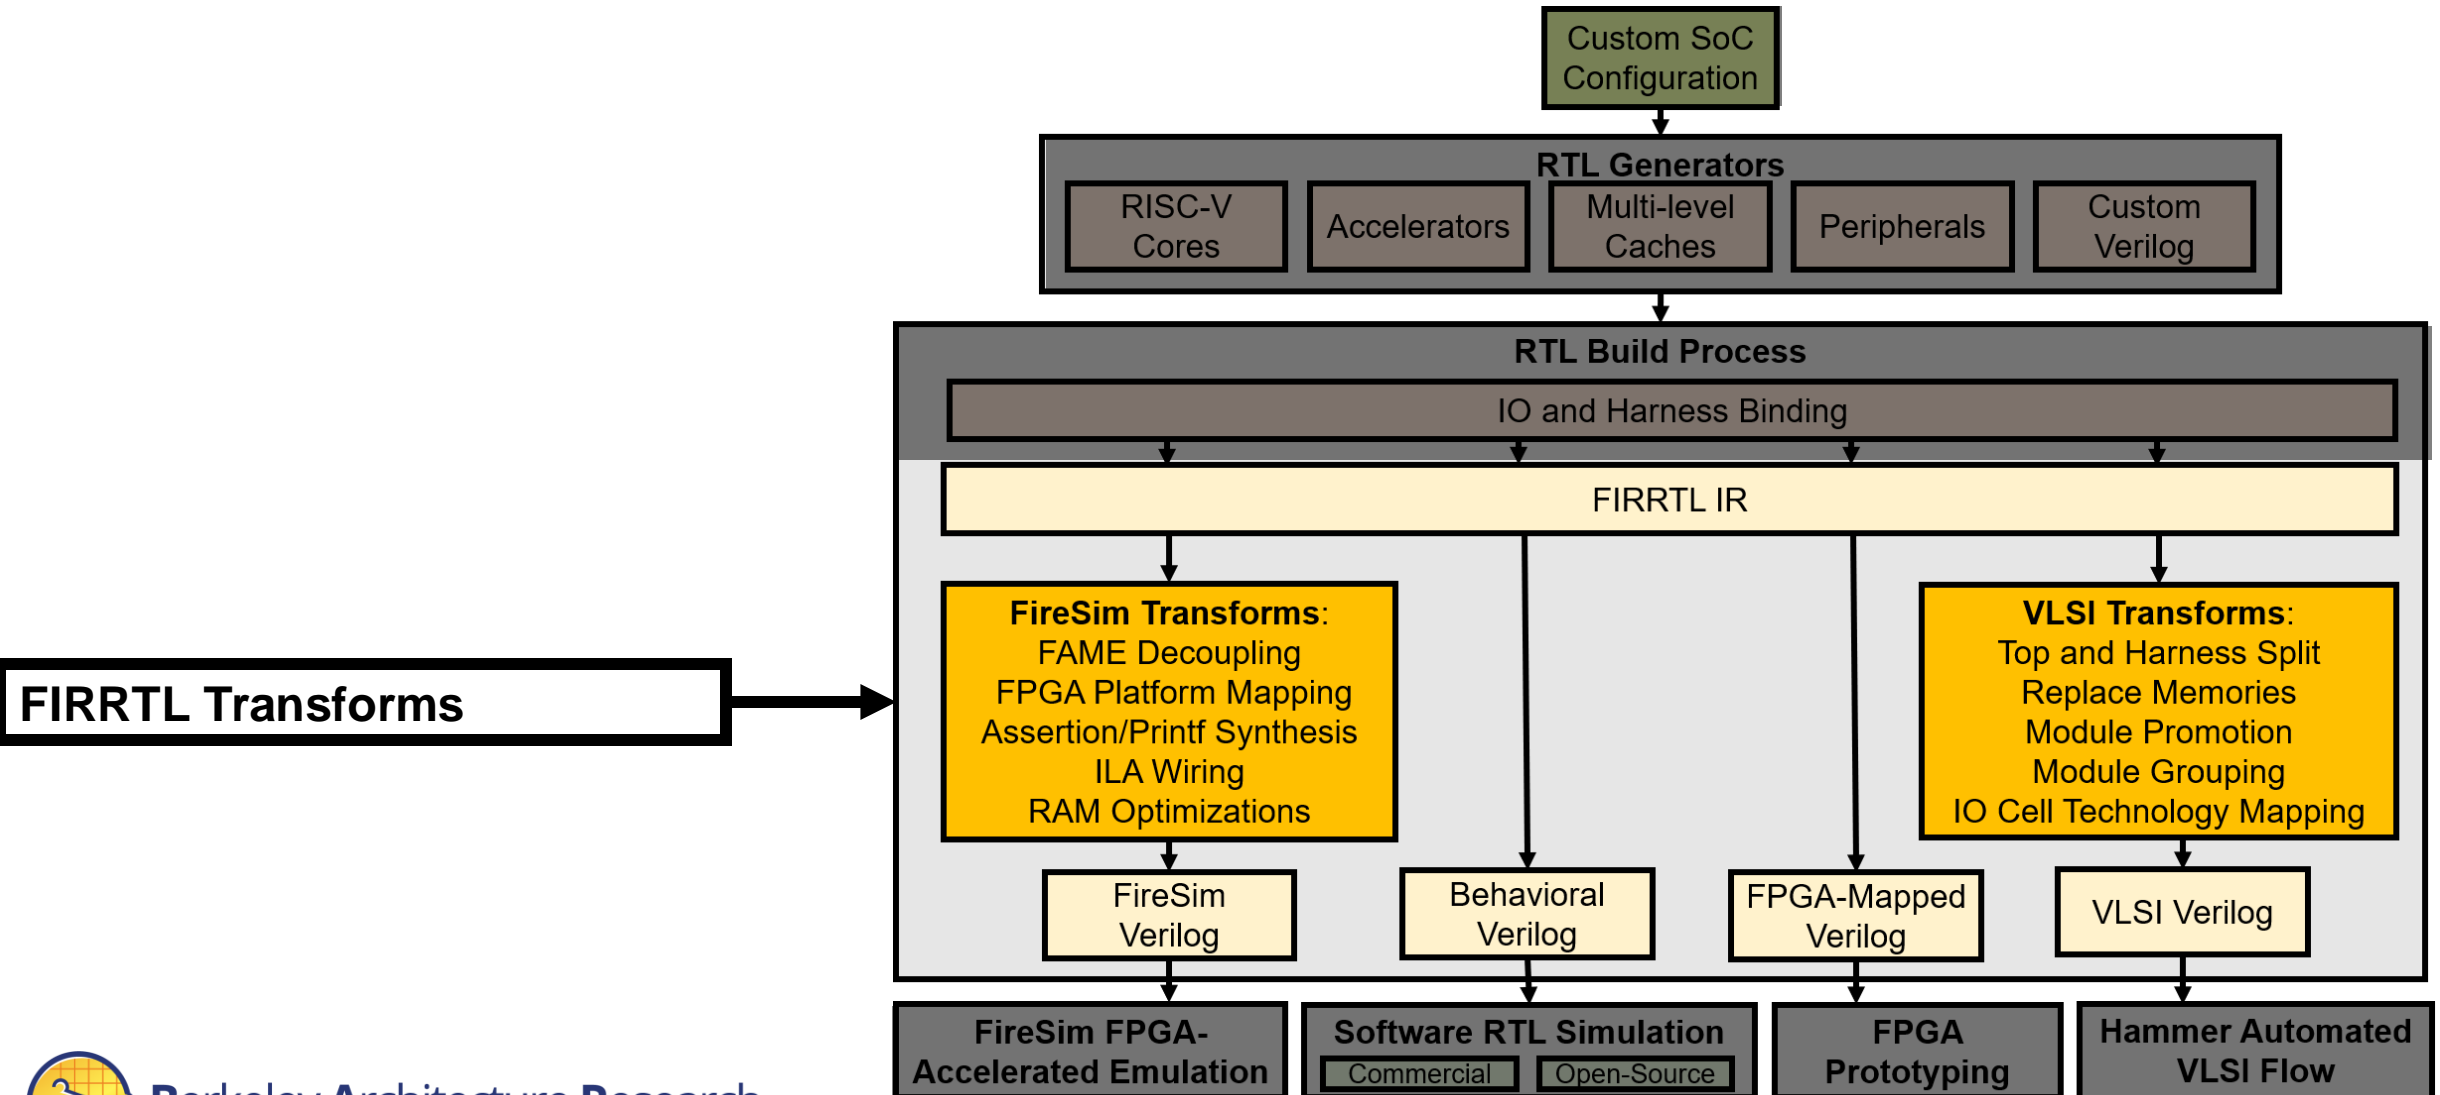 Custom SoC
Configuration
RTL Generators
RISC-V
Cores
Accelerators
Multi-level
Caches
Peripherals
Custom
Verilog
RTL Build Process
IO and Harness Binding
FIRRTL IR
FIRRTL Transforms
FireSim Transforms:
FAME Decoupling
FPGA Platform Mapping
Assertion/Printf Synthesis
ILA Wiring
RAM Optimizations
VLSI Transforms:
Top and Harness Split
Replace Memories
Module Promotion
Module Grouping
IO Cell Technology Mapping
FireSim
Verilog
Behavioral
Verilog
FPGA-Mapped
Verilog
VLSI Verilog
FireSim FPGA-
Accelerated Emulation
Software RTL Simulation
Commercial
Open-Source
FPGA
Prototyping
Hammer Automated
VLSI Flow
Berkeley Architecture Research